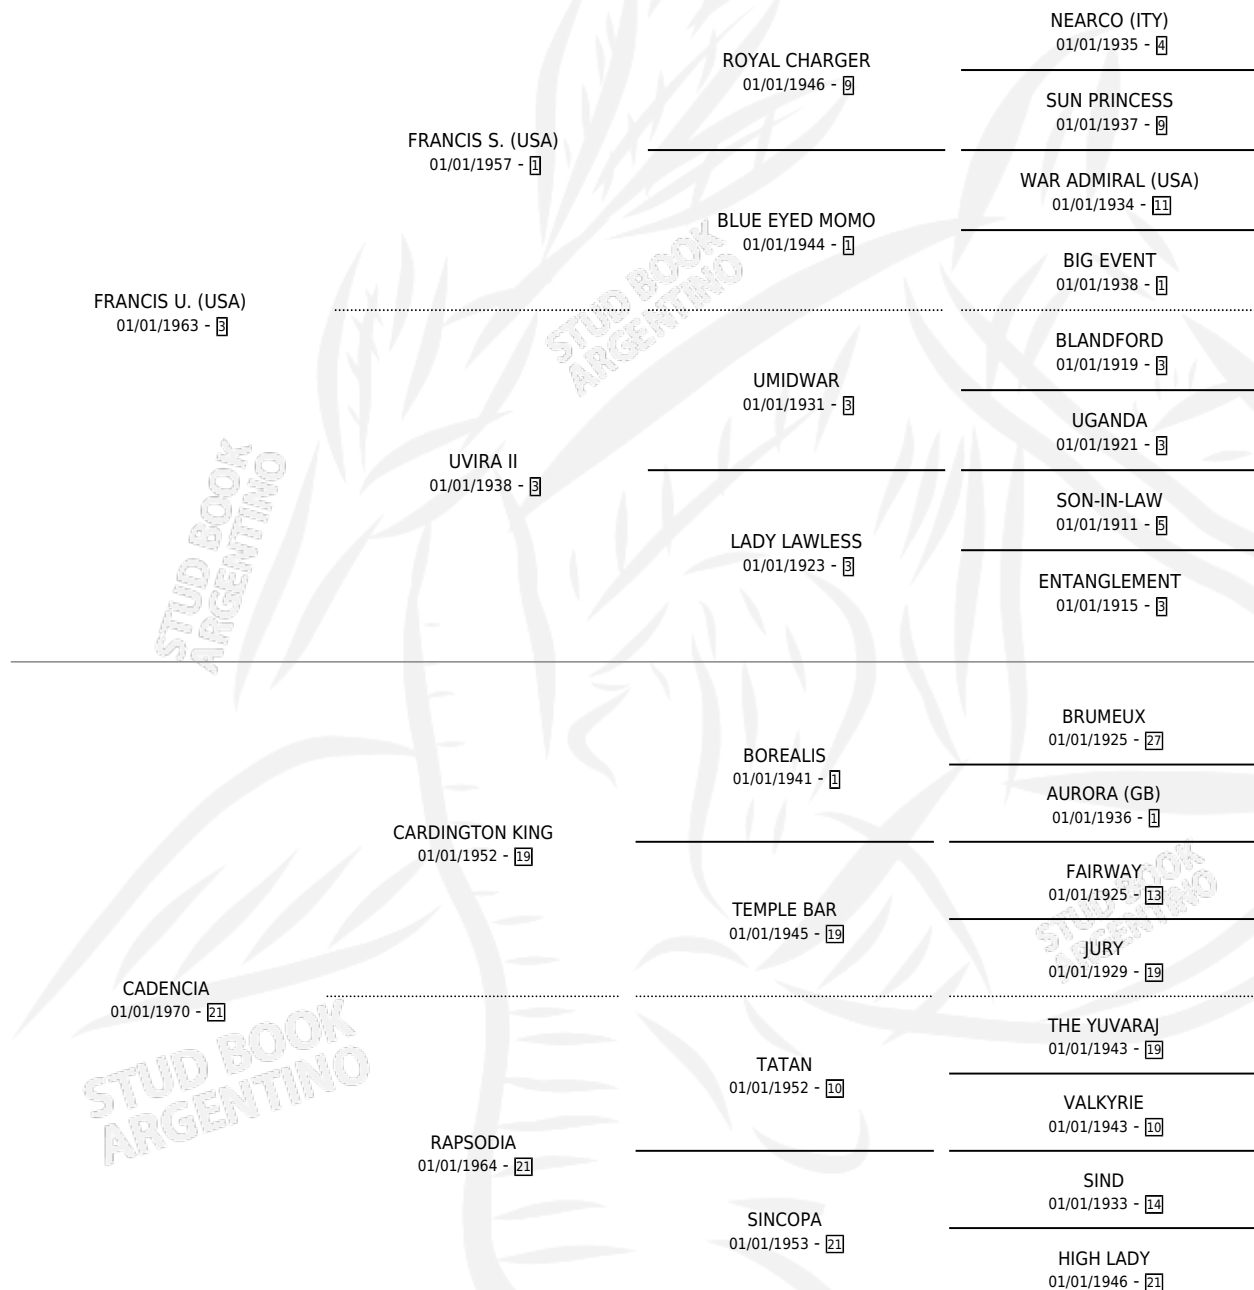 NEARCO (ITY)
01/01/1935 - 4
ROYAL CHARGER
01/01/1946 - 9
SUN PRINCESS
01/01/1937 - 9
FRANCIS S. (USA)
01/01/1957 - 1
WAR ADMIRAL (USA)
01/01/1934 - 11
BLUE EYED MOMO
01/01/1944 - 1
BIG EVENT
01/01/1938 - 1
FRANCIS U. (USA)
01/01/1963 - 3
BLANDFORD
01/01/1919 - 3
UMIDWAR
01/01/1931 - 3
UGANDA
01/01/1921 - 3
UVIRA II
01/01/1938 - 3
SON-IN-LAW
01/01/1911 - 5
LADY LAWLESS
01/01/1923 - 3
ENTANGLEMENT
01/01/1915 - 3
BRUMEUX
01/01/1925 - 27
BOREALIS
01/01/1941 - 1
AURORA (GB)
01/01/1936 - 1
CARDINGTON KING
01/01/1952 - 19
FAIRWAY
01/01/1925 - 13
TEMPLE BAR
01/01/1945 - 19
JURY
01/01/1929 - 19
CADENCIA
01/01/1970 - 21
THE YUVARAJ
01/01/1943 - 19
TATAN
01/01/1952 - 10
VALKYRIE
01/01/1943 - 10
RAPSODIA
01/01/1964 - 21
SIND
01/01/1933 - 14
SINCOPA
01/01/1953 - 21
HIGH LADY
01/01/1946 - 21
STUD BOOK
ARGENTINO
STUD BOOK
ARGENTINO
STUD BOOK
ARGENTINO
STUD BOOK
ARGENTINO